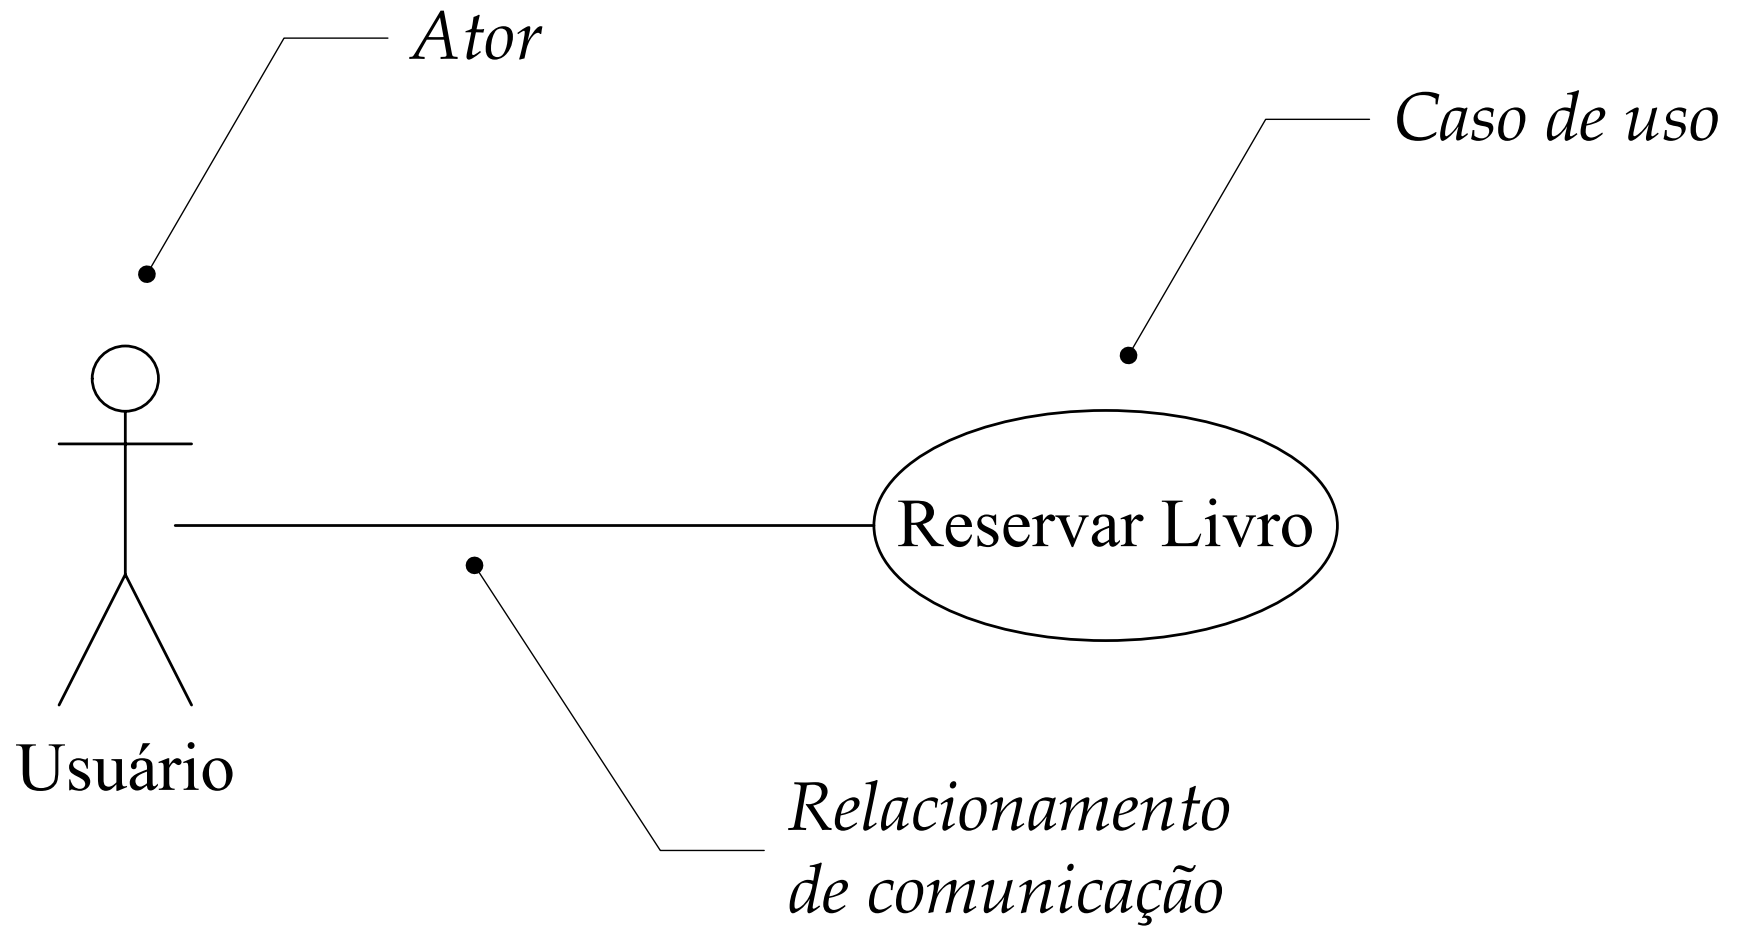 Ator
Caso de uso
Reservar Livro
Usuário
Relacionamento
de comunicação